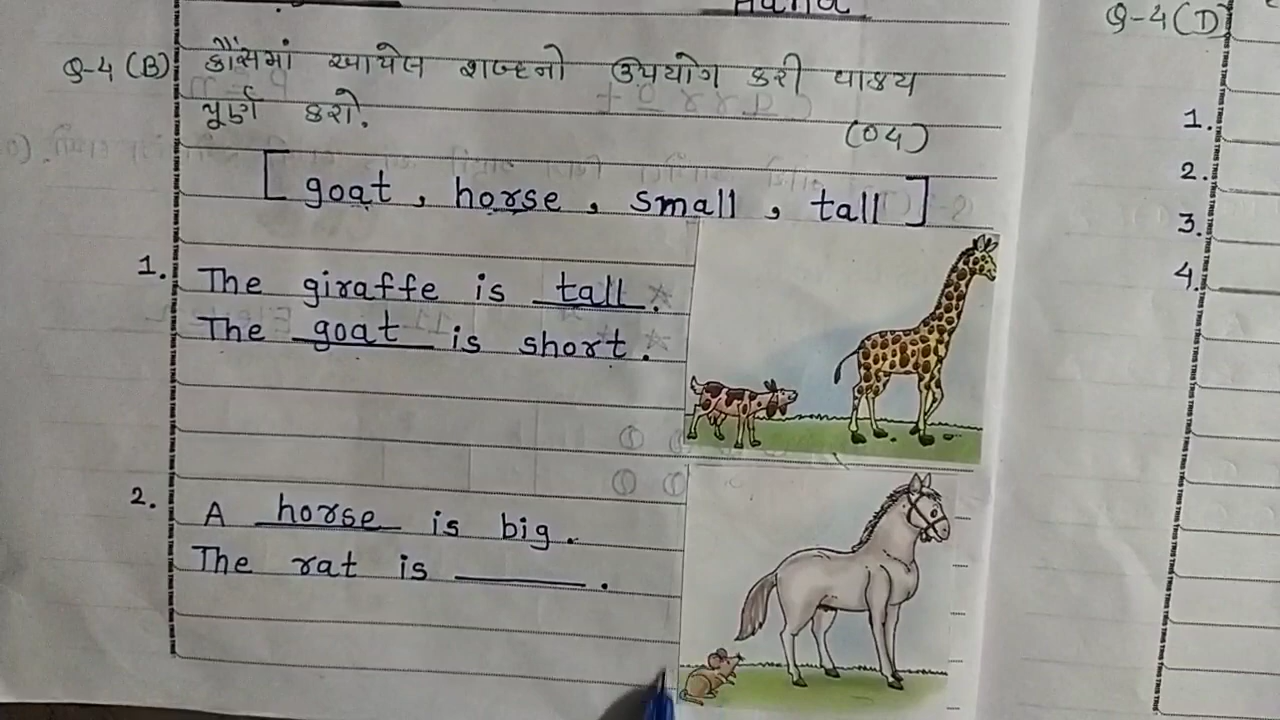 Q-4 (B) કૌંસમાં આપેલ શબ્દનો ઉપયોગ કરી વાક્ય
પૂર્ણ કરો. (04)
[ goat , horse , small , tall ]
1. The giraffe is tall.
The goat is short.
2. A horse is big.
The rat is ______.
Q-4 (D)
1.
2.
3.
4.